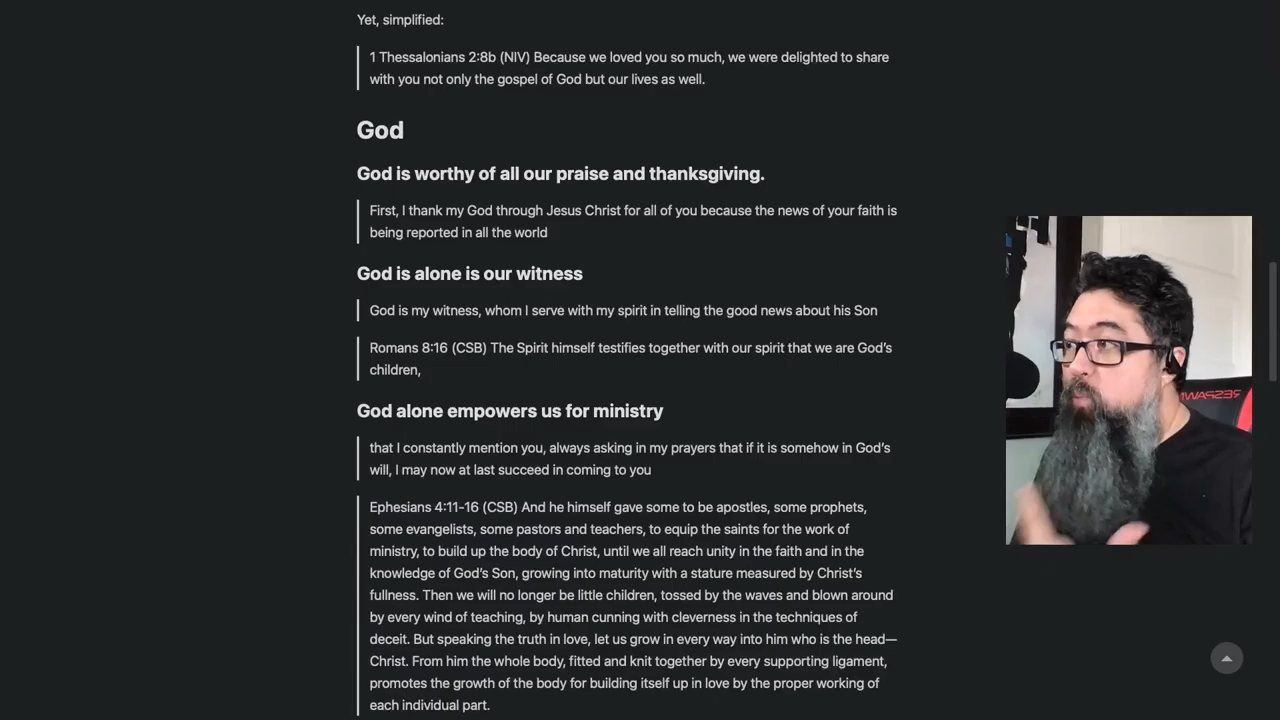 Yet, simplified:
1 Thessalonians 2:8b (NIV) Because we loved you so much, we were delighted to share
with you not only the gospel of God but our lives as well.
God
God is worthy of all our praise and thanksgiving.
First, I thank my God through Jesus Christ for all of you because the news of your faith is
being reported in all the world
God is alone is our witness
God is my witness, whom I serve with my spirit in telling the good news about his Son
Romans 8:16 (CSB) The Spirit himself testifies together with our spirit that we are God’s
children,
God alone empowers us for ministry
that I constantly mention you, always asking in my prayers that if it is somehow in God’s
will, I may now at last succeed in coming to you
Ephesians 4:11-16 (CSB) And he himself gave some to be apostles, some prophets,
some evangelists, some pastors and teachers, to equip the saints for the work of
ministry, to build up the body of Christ, until we all reach unity in the faith and in the
knowledge of God’s Son, growing into maturity with a stature measured by Christ’s
fullness. Then we will no longer be little children, tossed by the waves and blown around
by every wind of teaching, by human cunning with cleverness in the techniques of
deceit. But speaking the truth in love, let us grow in every way into him who is the head—
Christ. From him the whole body, fitted and knit together by every supporting ligament,
promotes the growth of the body for building itself up in love by the proper working of
each individual part.
RESPAWN